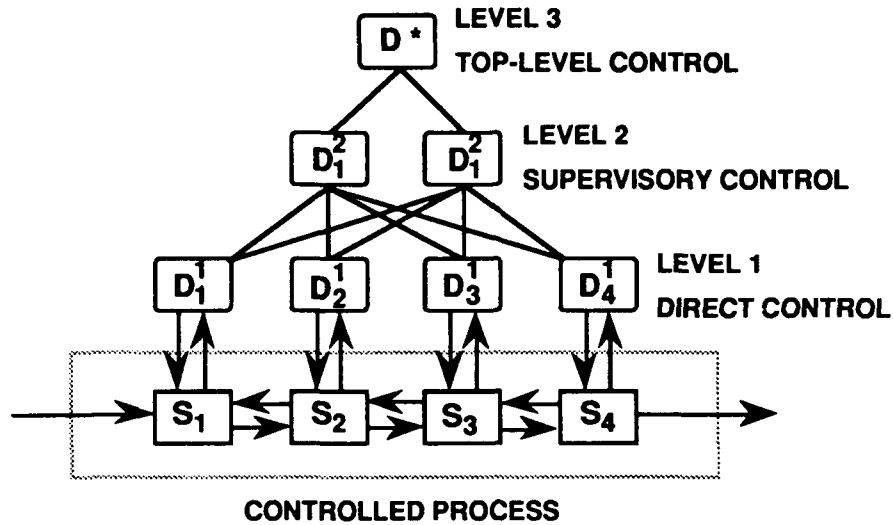 LEVEL 3
D *
TOP-LEVEL CONTROL
LEVEL 2
D₁² D₁²
SUPERVISORY CONTROL
LEVEL 1
D₁¹ D₂¹ D₃¹ D₄¹
DIRECT CONTROL
S₁ S₂ S₃ S₄
CONTROLLED PROCESS